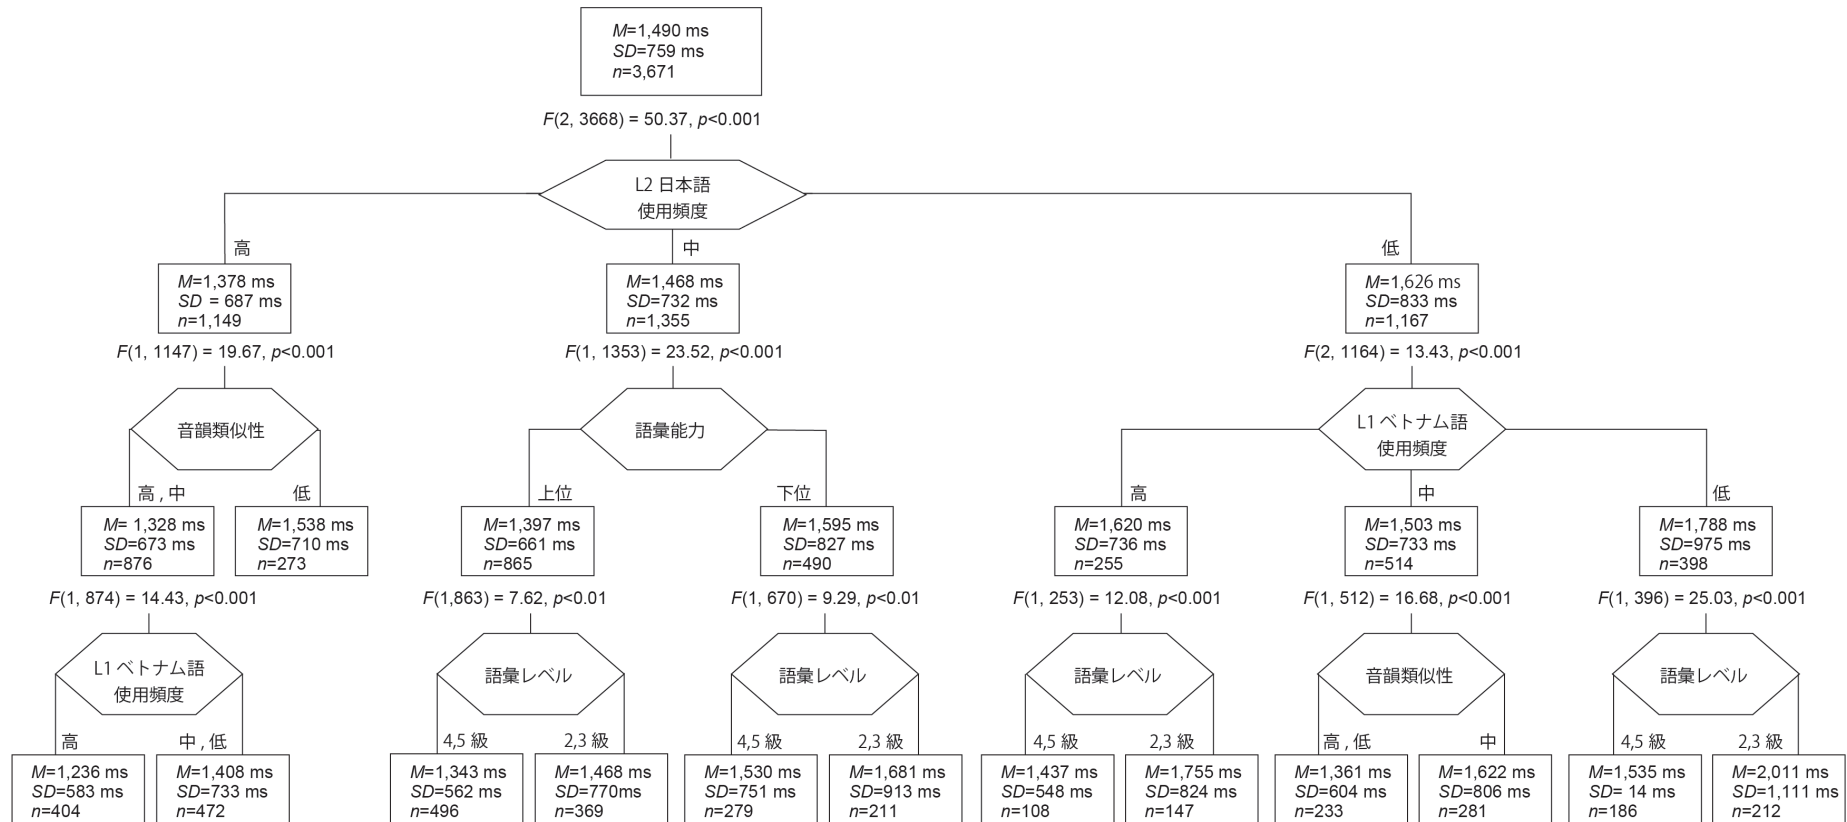 M=1,490 ms
SD=759 ms
n=3,671
F(2, 3668) = 50.37, p<0.001
L2 日本語
使用頻度
高
中
低
M=1,378 ms
SD = 687 ms
n=1,149
M=1,468 ms
SD=732 ms
n=1,355
M=1,626 ms
SD=833 ms
n=1,167
F(1, 1147) = 19.67, p<0.001
F(1, 1353) = 23.52, p<0.001
F(2, 1164) = 13.43, p<0.001
音韻類似性
語彙能力
L1 ベトナム語
使用頻度
高 , 中
低
上位
下位
高
中
低
M= 1,328 ms
SD=673 ms
n=876
M=1,538 ms
SD=710 ms
n=273
M=1,397 ms
SD=661 ms
n=865
M=1,595 ms
SD=827 ms
n=490
M=1,620 ms
SD=736 ms
n=255
M=1,503 ms
SD=733 ms
n=514
M=1,788 ms
SD=975 ms
n=398
F(1, 874) = 14.43, p<0.001
F(1,863) = 7.62, p<0.01
F(1, 670) = 9.29, p<0.01
F(1, 253) = 12.08, p<0.001
F(1, 512) = 16.68, p<0.001
F(1, 396) = 25.03, p<0.001
L1 ベトナム語
使用頻度
語彙レベル
語彙レベル
語彙レベル
音韻類似性
語彙レベル
高
中 , 低
4,5 級
2,3 級
4,5 級
2,3 級
4,5 級
2,3 級
高 , 低
中
4,5 級
2,3 級
M=1,236 ms
SD=583 ms
n=404
M=1,408 ms
SD=733 ms
n=472
M=1,343 ms
SD=562 ms
n=496
M=1,468 ms
SD=770ms
n=369
M=1,530 ms
SD=751 ms
n=279
M=1,681 ms
SD=913 ms
n=211
M=1,437 ms
SD=548 ms
n=108
M=1,755 ms
SD=824 ms
n=147
M=1,361 ms
SD=604 ms
n=233
M=1,622 ms
SD=806 ms
n=281
M=1,535 ms
SD= 14 ms
n=186
M=2,011 ms
SD=1,111 ms
n=212